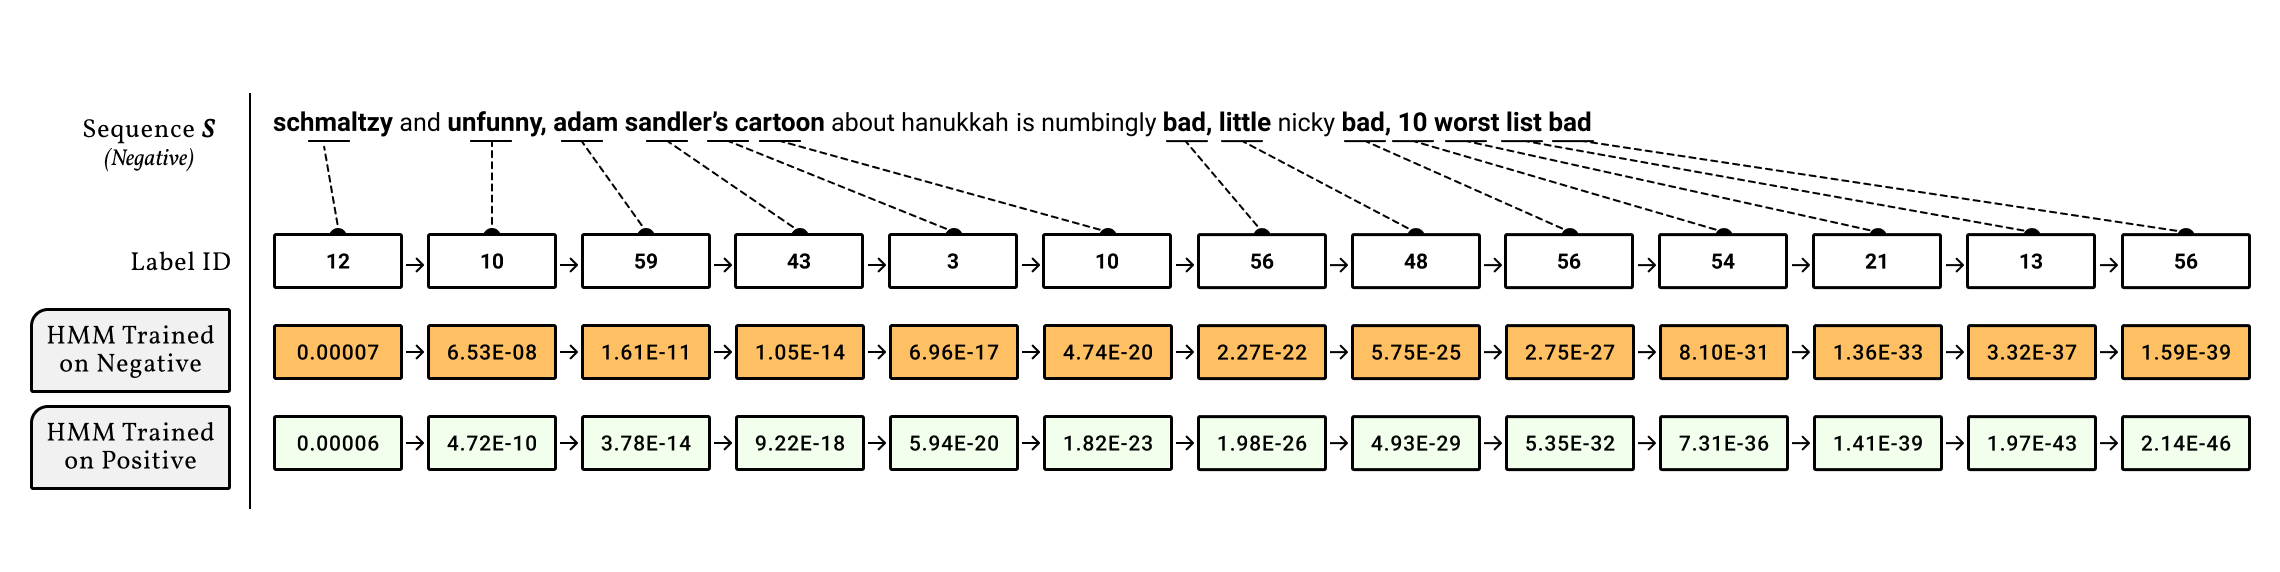 Sequence S
(Negative)
schmaltzy and unfunny, adam sandler's cartoon about hanukkah is numbingly bad, little nicky bad, 10 worst list bad
Label ID
12 10 59 43 3 10 56 48 56 54 21 13 56
HMM Trained
on Negative
0.00007 6.53E-08 1.61E-11 1.05E-14 6.96E-17 4.74E-20 2.27E-22 5.75E-25 2.75E-27 8.10E-31 1.36E-33 3.32E-37 1.59E-39
HMM Trained
on Positive
0.00006 4.72E-10 3.78E-14 9.22E-18 5.94E-20 1.82E-23 1.98E-26 4.93E-29 5.35E-32 7.31E-36 1.41E-39 1.97E-43 2.14E-46